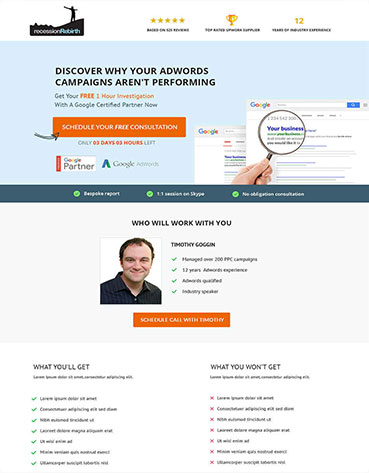 recessionRebirth
BASED ON 525 REVIEWS
TOP RATED UPWORK SUPPLIER
12
YEARS OF INDUSTRY EXPERIENCE
DISCOVER WHY YOUR ADWORDS
CAMPAIGNS AREN'T PERFORMING
Get Your FREE 1 Hour Investigation
With A Google Certified Partner Now
SCHEDULE YOUR FREE CONSULTATION
ONLY 03 DAYS 03 HOURS LEFT
Google
Partner
Google AdWords
Google
Google
Your business
you would like it
Bespoke report
1:1 session on Skype
No obligation consultation
WHO WILL WORK WITH YOU
TIMOTHY GOGGIN
Managed over 200 PPC campaigns
12 years Adwords experience
Adwords qualified
Industry speaker
SCHEDULE CALL WITH TIMOTHY
WHAT YOU'LL GET
Lorem ipsum dolor sit amet,consectetur adipiscing elit.
Lorem ipsum dolor sit amet
Consectetuer adipiscing elit sed diem
Nibh euismod tincidunt ut
Laoreet dolore magna aliquam erat
Ut wisi enim ad
Minim veniam quis nostrud exerci
Ullamcorper suscipit lobortis nisl
WHAT YOU WON'T GET
Lorem ipsum dolor sit amet,consectetur adipiscing elit.
Lorem ipsum dolor sit amet
Consectetuer adipiscing elit sed diem
Nibh euismod tincidunt ut
Laoreet dolore magna aliquam erat
Ut wisi enim ad
Minim veniam quis nostrud exerci
Ullamcorper suscipit lobortis nisl